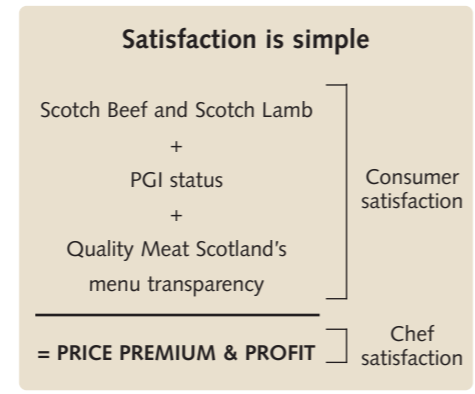 Satisfaction is simple
Scotch Beef and Scotch Lamb
+
PGI status
+
Quality Meat Scotland's
menu transparency
Consumer
satisfaction
= PRICE PREMIUM & PROFIT
Chef
satisfaction